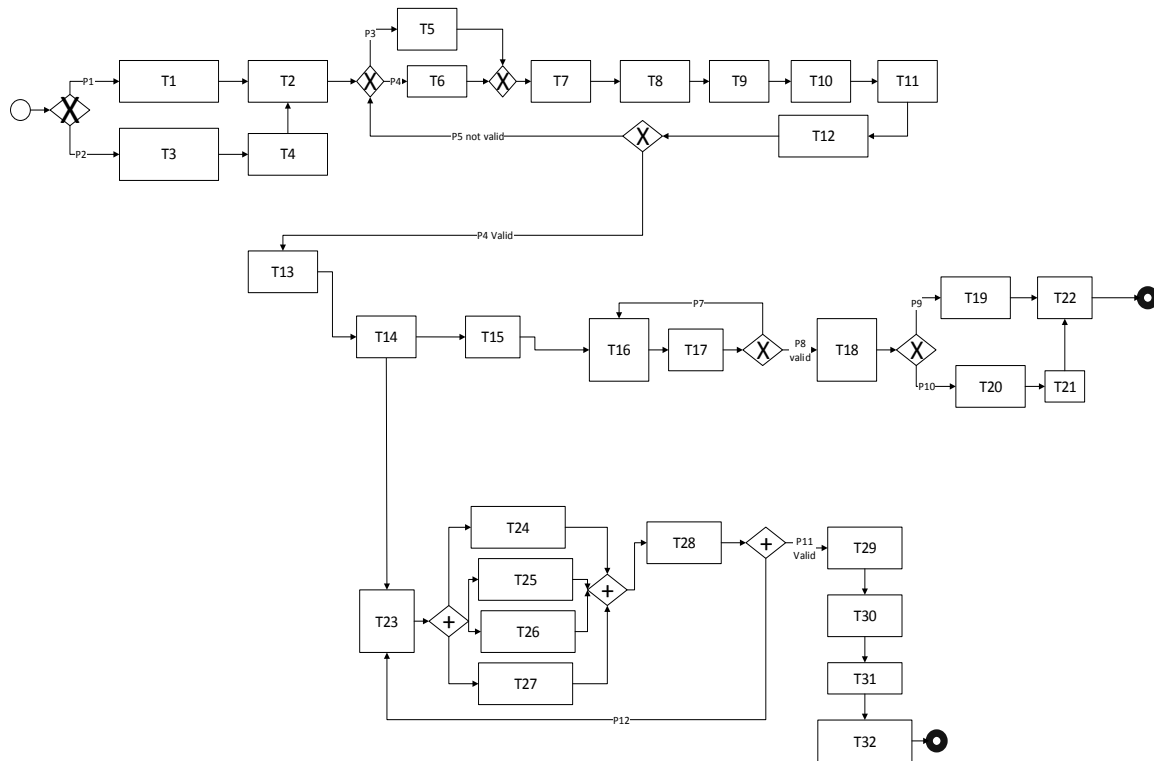 P3
T5
P1
T1
T2
X
X
P4
T6
X
T7
T8
T9
T10
T11
P2
T3
T4
P5 not valid
X
T12
P4 Valid
T13
P7
T14
T15
T16
T17
X
P8
valid
T18
X
P9
T19
T22
P10
T20
T21
T24
T25
T26
T27
T23
+
+
T28
+
P11
Valid
T29
T30
T31
T32
P12